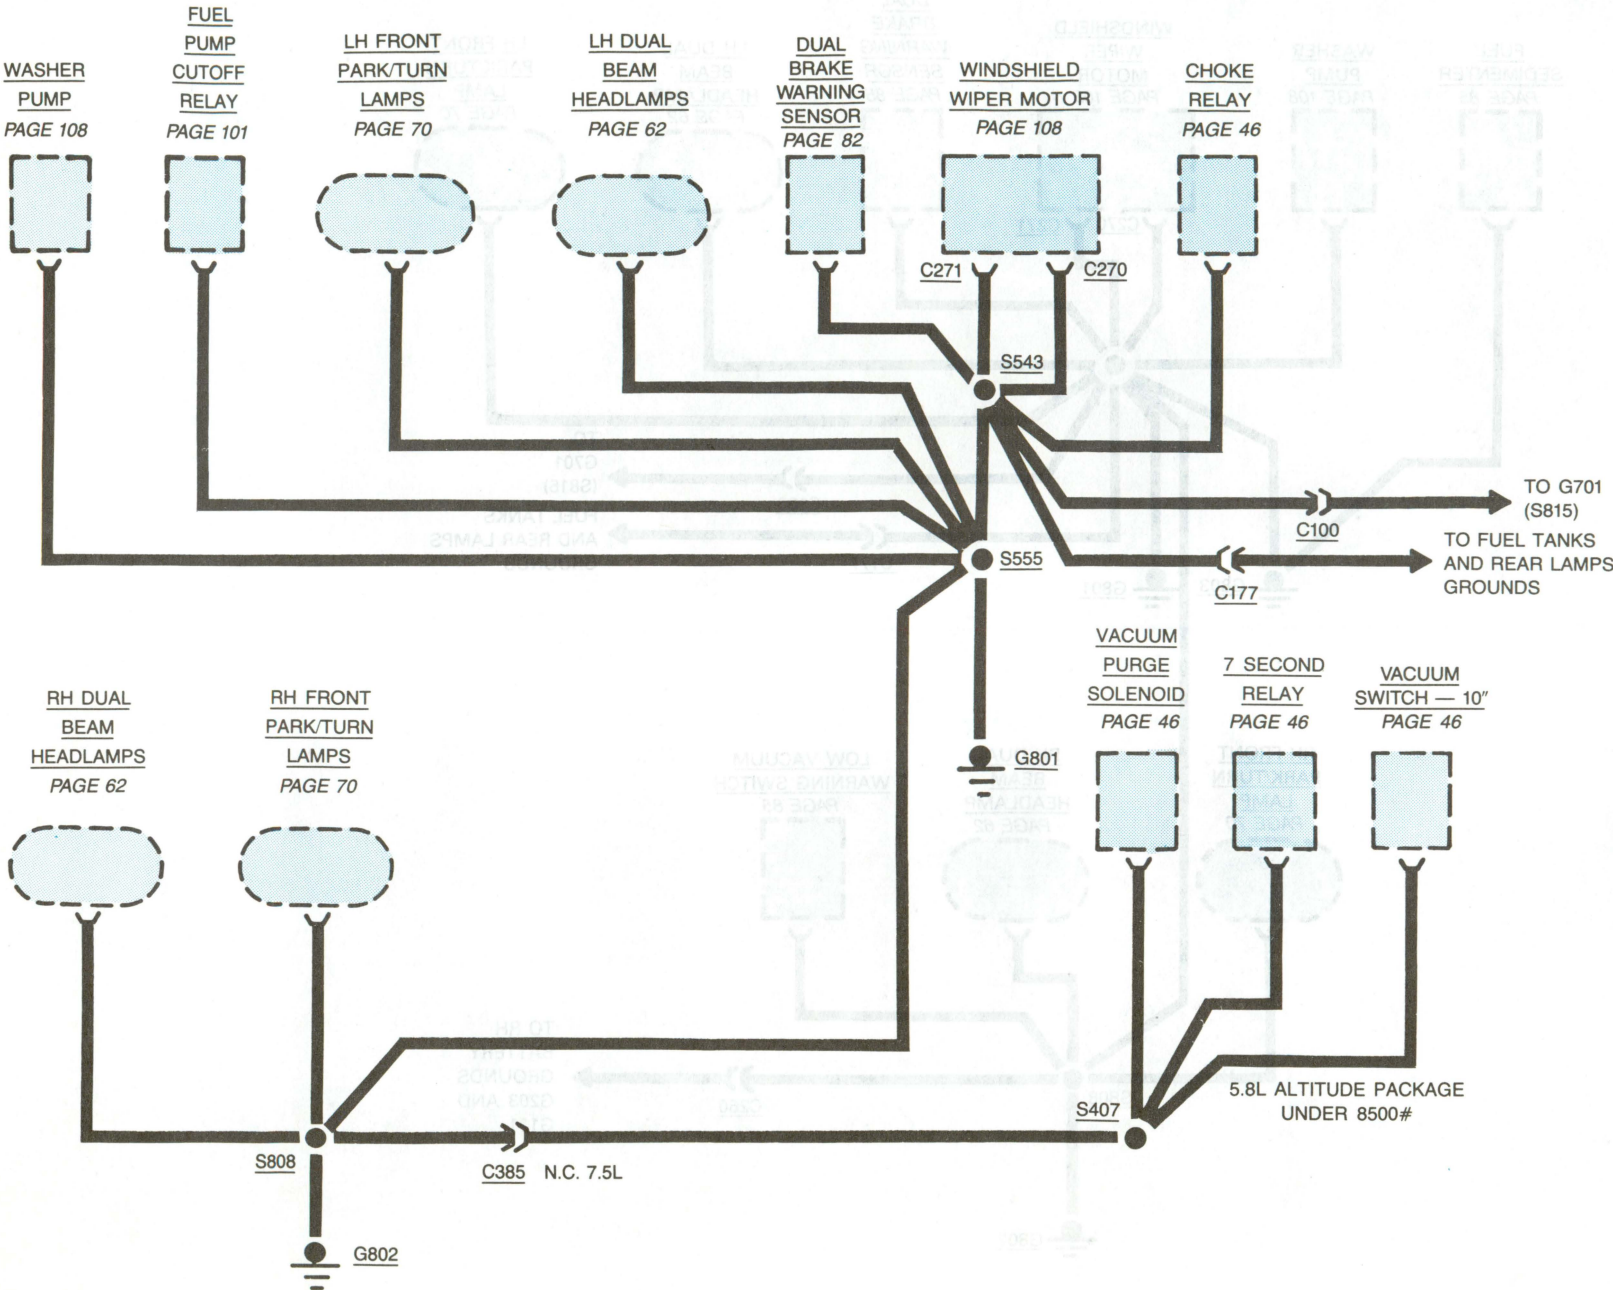 FUEL
PUMP
CUTOFF
RELAY
PAGE 101
WASHER
PUMP
PAGE 108
LH FRONT
PARK/TURN
LAMPS
PAGE 70
LH DUAL
BEAM
HEADLAMPS
PAGE 62
DUAL
BRAKE
WARNING
SENSOR
PAGE 82
WINDSHIELD
WIPER MOTOR
PAGE 108
CHOKE
RELAY
PAGE 46
C271
C270
S543
TO G701
(S815)
C100
S555
TO FUEL TANKS
AND REAR LAMPS
GROUNDS
C177
G801
VACUUM
PURGE
SOLENOID
PAGE 46
7 SECOND
RELAY
PAGE 46
VACUUM
SWITCH — 10″
PAGE 46
RH DUAL
BEAM
HEADLAMPS
PAGE 62
RH FRONT
PARK/TURN
LAMPS
PAGE 70
5.8L ALTITUDE PACKAGE
UNDER 8500#
S407
S808
C385 N.C. 7.5L
G802